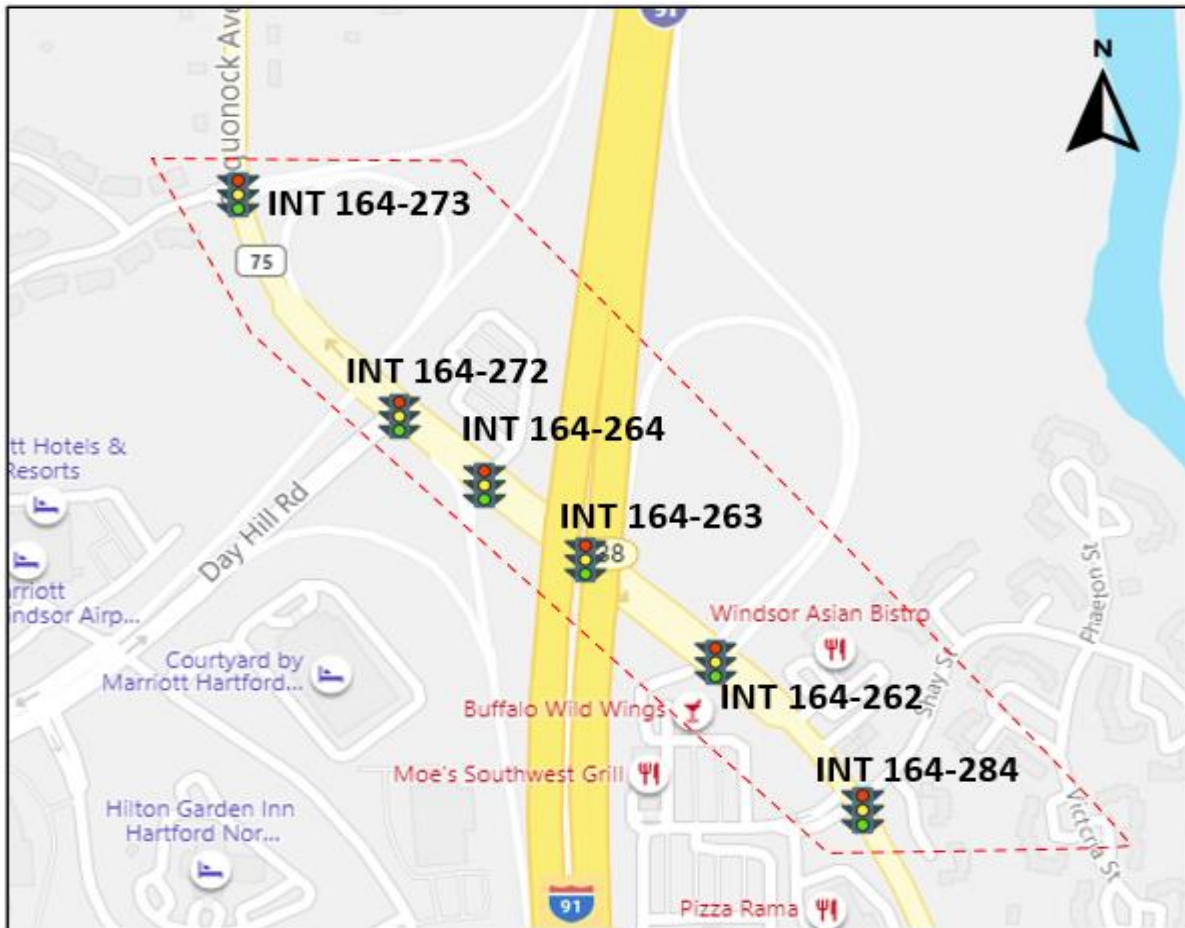 91
N
quonock Ave
INT 164-273
75
INT 164-272
INT 164-264
tt Hotels &
Resorts
INT 164-263
38
Day Hill Rd
arriott
indsor Airp...
Phaeton St
Windsor Asian Bistro
Courtyard by
Marriott Hartford...
Shay St
INT 164-262
Buffalo Wild Wings
Moe's Southwest Grill
INT 164-284
Hilton Garden Inn
Hartford Nor...
Victoria St
91
Pizza Rama